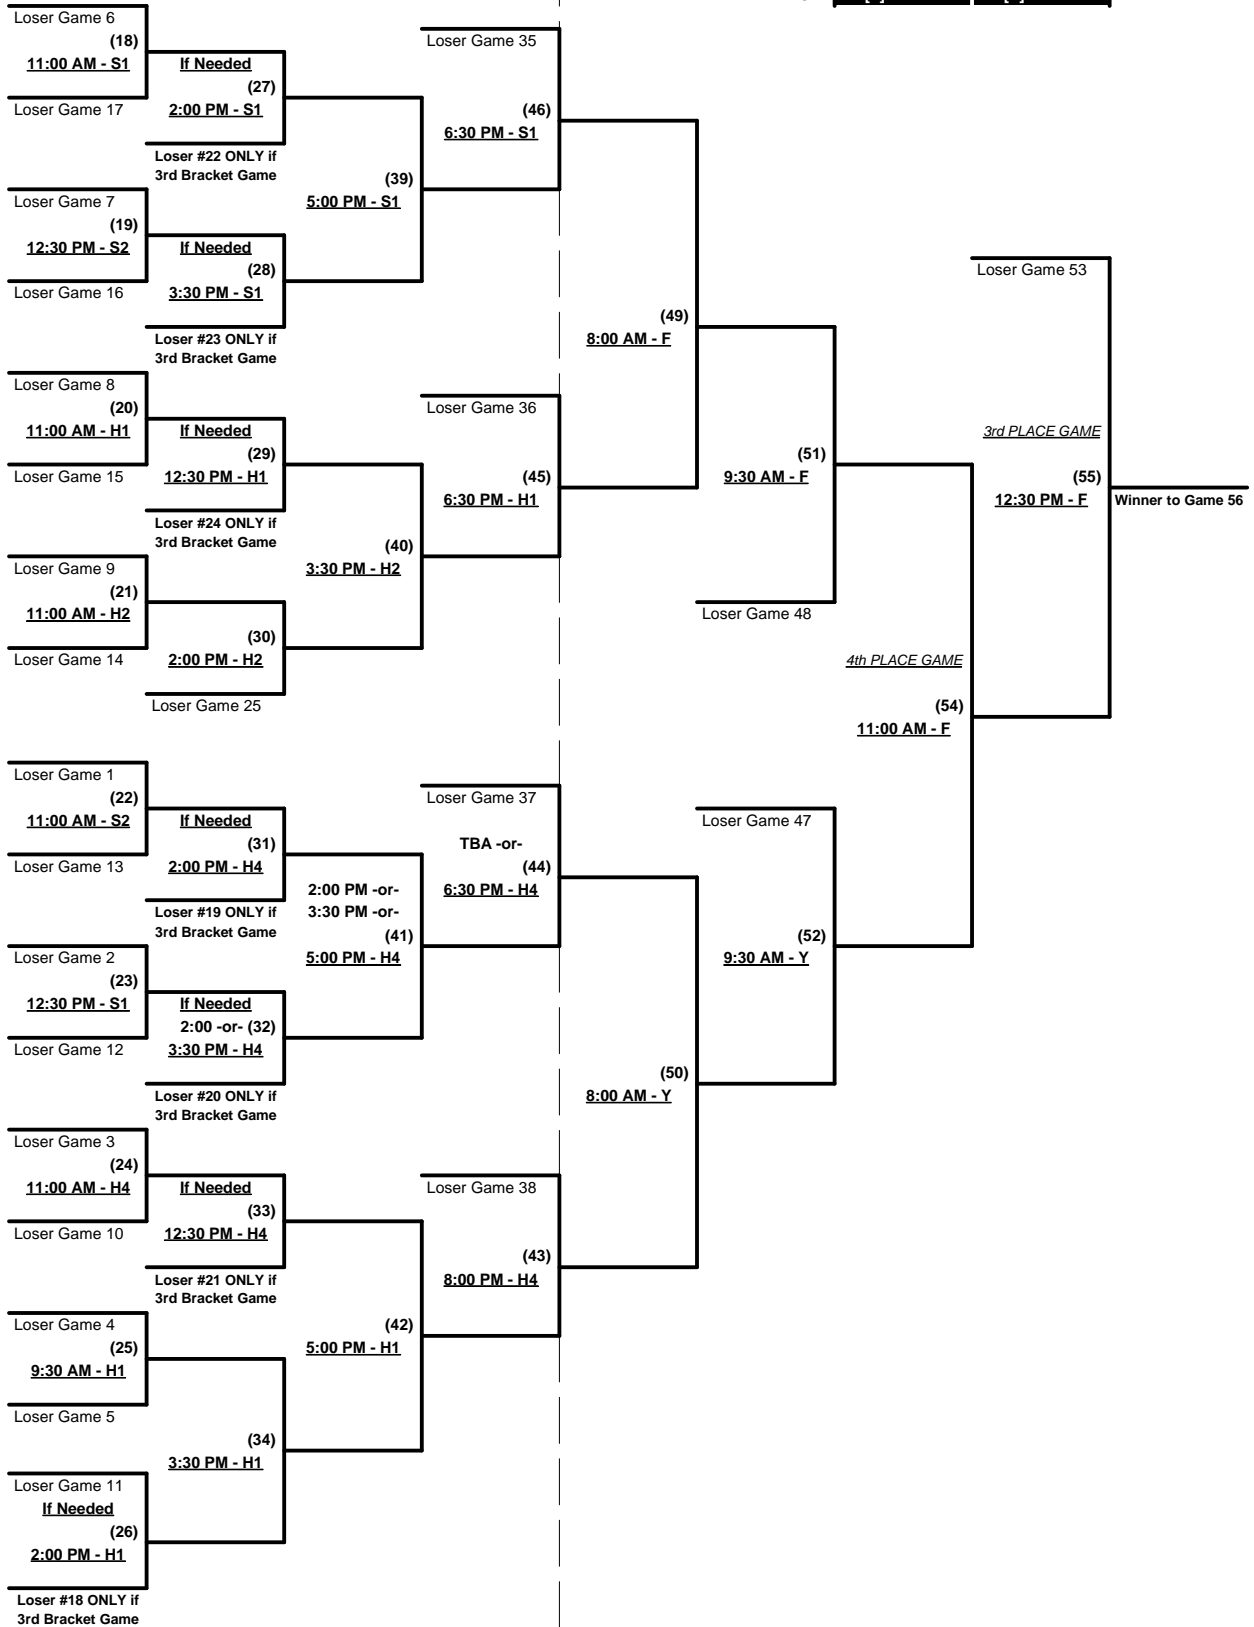 Loser Game 6
(18)
11:00 AM - S1
Loser Game 17
If Needed
(27)
2:00 PM - S1
Loser #22 ONLY if
3rd Bracket Game
Loser Game 7
(19)
12:30 PM - S2
Loser Game 16
If Needed
(28)
3:30 PM - S1
Loser #23 ONLY if
3rd Bracket Game
(39)
5:00 PM - S1
Loser Game 35
(46)
6:30 PM - S1
Loser Game 8
(20)
11:00 AM - H1
Loser Game 15
If Needed
(29)
12:30 PM - H1
Loser #24 ONLY if
3rd Bracket Game
Loser Game 9
(21)
11:00 AM - H2
Loser Game 14
(30)
2:00 PM - H2
Loser Game 25
(40)
3:30 PM - H2
Loser Game 36
(45)
6:30 PM - H1
(49)
8:00 AM - F
(51)
9:30 AM - F
Loser Game 48
Loser Game 53
3rd PLACE GAME
(55)
12:30 PM - F
Winner to Game 56
4th PLACE GAME
(54)
11:00 AM - F
Loser Game 1
(22)
11:00 AM - S2
Loser Game 13
If Needed
(31)
2:00 PM - H4
Loser #19 ONLY if
3rd Bracket Game
Loser Game 2
(23)
12:30 PM - S1
Loser Game 12
If Needed
2:00 -or- (32)
3:30 PM - H4
Loser #20 ONLY if
3rd Bracket Game
2:00 PM -or-
3:30 PM -or-
(41)
5:00 PM - H4
Loser Game 37
TBA -or-
(44)
6:30 PM - H4
Loser Game 47
(52)
9:30 AM - Y
(50)
8:00 AM - Y
Loser Game 3
(24)
11:00 AM - H4
Loser Game 10
If Needed
(33)
12:30 PM - H4
Loser #21 ONLY if
3rd Bracket Game
Loser Game 38
(43)
8:00 PM - H4
(42)
5:00 PM - H1
Loser Game 4
(25)
9:30 AM - H1
Loser Game 5
(34)
3:30 PM - H1
Loser Game 11
If Needed
(26)
2:00 PM - H1
Loser #18 ONLY if
3rd Bracket Game